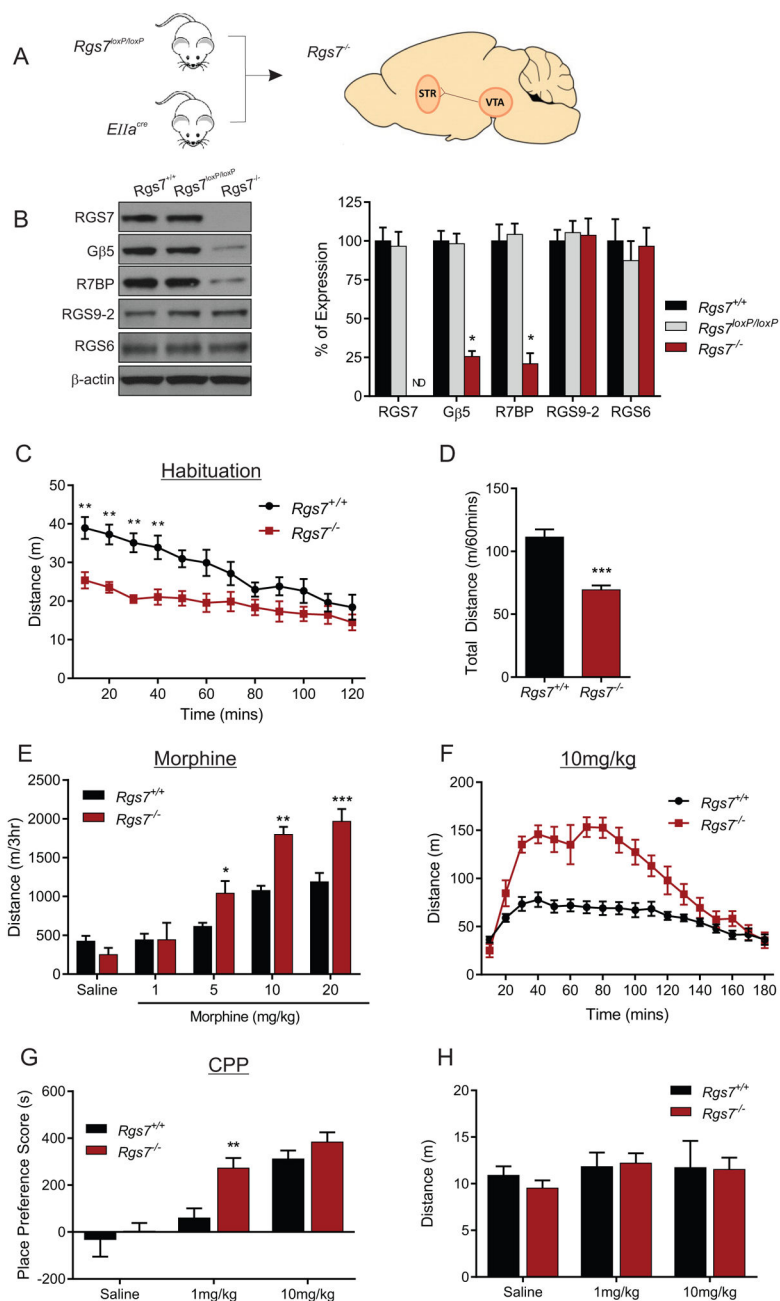 A
Rgs7loxP/loxP
EIIacre
Rgs7-/-
STR
VTA
B
Rgs7+/+
Rgs7loxP/loxP
Rgs7-/-
RGS7
Gβ5
R7BP
RGS9-2
RGS6
β-actin
% of Expression
125
100
75
50
25
0
ND
*
*
RGS7
Gβ5
R7BP
RGS9-2
RGS6
Rgs7+/+
Rgs7loxP/loxP
Rgs7-/-
C
Habituation
Distance (m)
50
40
30
20
10
0
**
**
**
**
Rgs7+/+
Rgs7-/-
20
40
60
80
100
120
Time (mins)
D
Total Distance (m/60mins)
150
100
50
0
***
Rgs7+/+
Rgs7-/-
E
Morphine
Distance (m/3hr)
2500
2000
1500
1000
500
0
Rgs7+/+
Rgs7-/-
*
**
***
Saline
1
5
10
20
Morphine (mg/kg)
F
10mg/kg
Distance (m)
200
150
100
50
0
Rgs7+/+
Rgs7-/-
20
40
60
80
100
120
140
160
180
Time (mins)
G
CPP
Place Preference Score (s)
600
400
200
0
-200
Rgs7+/+
Rgs7-/-
**
Saline
1mg/kg
10mg/kg
H
Distance (m)
20
15
10
5
0
Rgs7+/+
Rgs7-/-
Saline
1mg/kg
10mg/kg